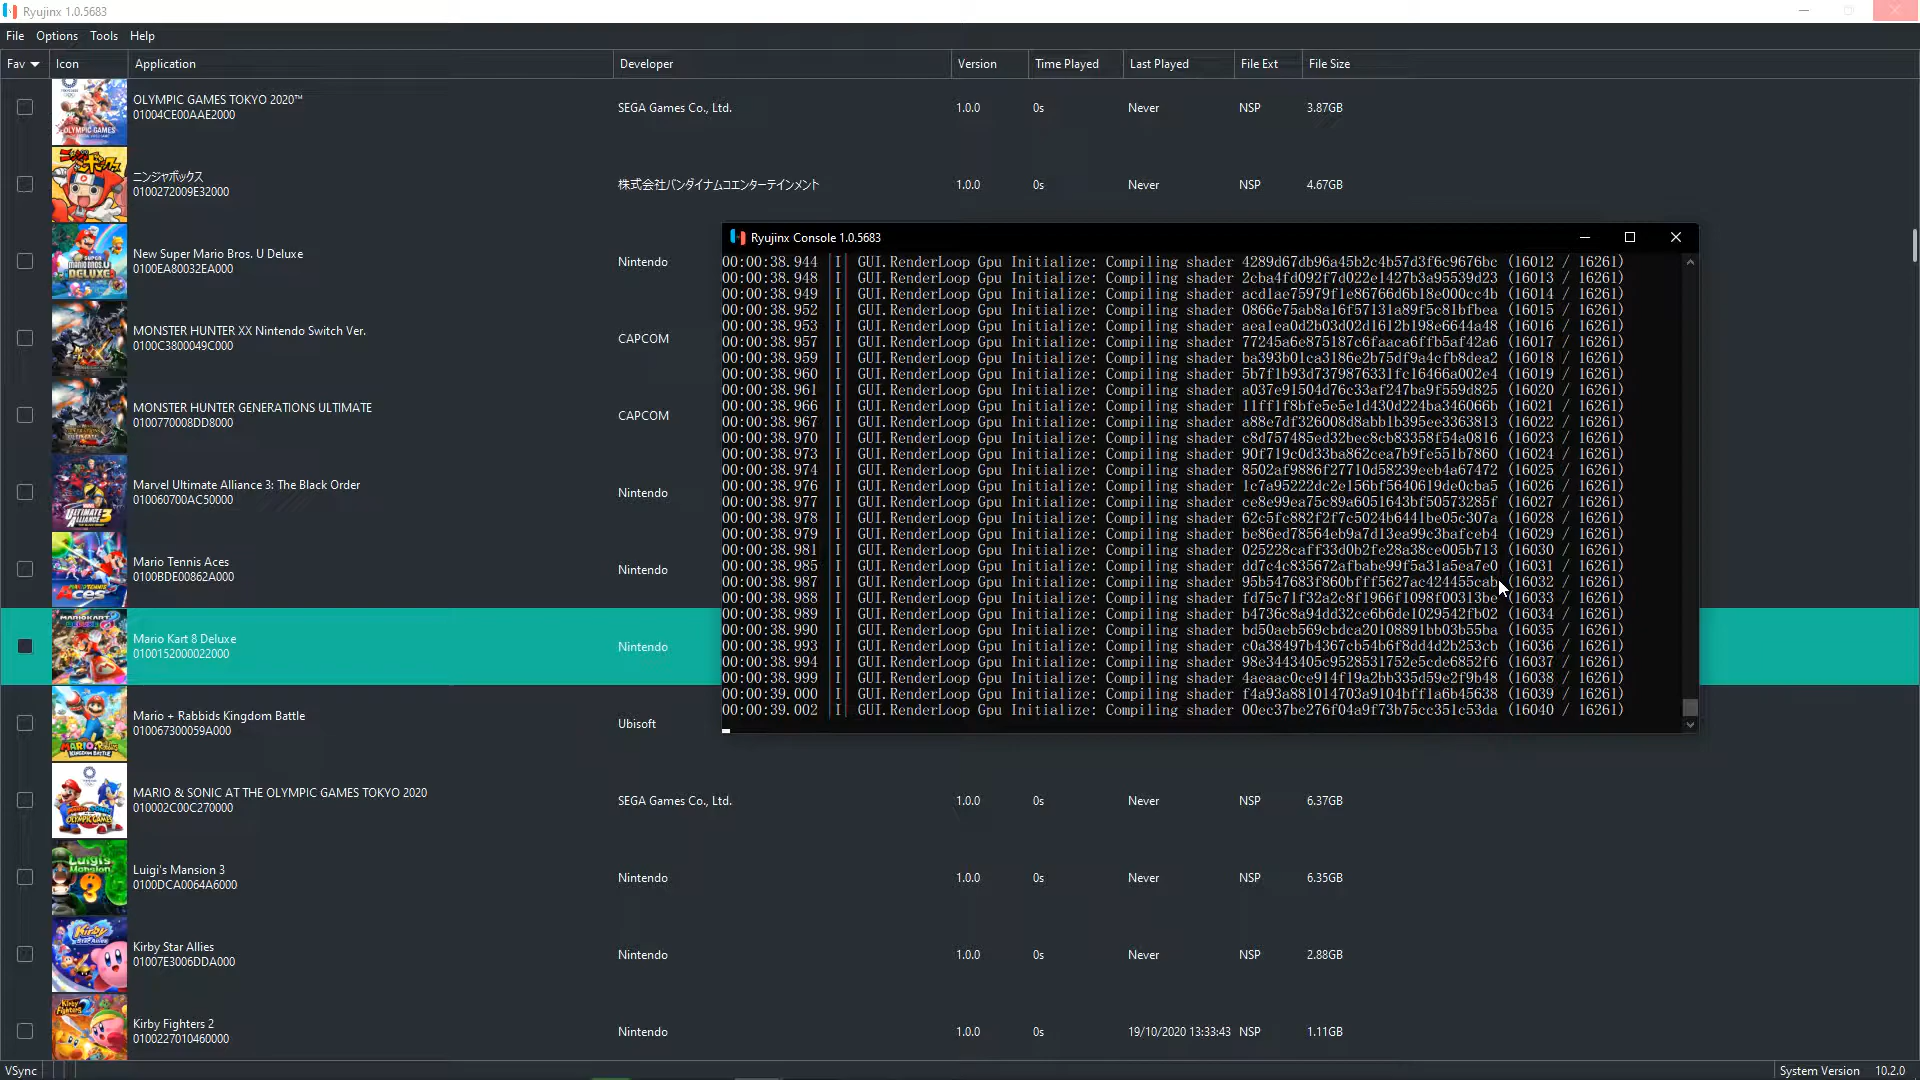 Ryujinx 1.0.5683
File Options Tools Help
Fav Icon Application Developer Version Time Played Last Played File Ext File Size
OLYMPIC GAMES TOKYO 2020™
01004CE00AAE2000
SEGA Games Co., Ltd. 1.0.0 0s Never NSP 3.87GB
ニンジャボックス
0100272009E32000
株式会社バンダイナムコエンターテインメント 1.0.0 0s Never NSP 4.67GB
New Super Mario Bros. U Deluxe
0100EA80032EA000
Nintendo
MONSTER HUNTER XX Nintendo Switch Ver.
0100C3800049C000
CAPCOM
MONSTER HUNTER GENERATIONS ULTIMATE
0100770008DD8000
CAPCOM
Marvel Ultimate Alliance 3: The Black Order
010060700AC50000
Nintendo
Mario Tennis Aces
0100BDE00862A000
Nintendo
Mario Kart 8 Deluxe
0100152000022000
Nintendo
Mario + Rabbids Kingdom Battle
010067300059A000
Ubisoft
MARIO & SONIC AT THE OLYMPIC GAMES TOKYO 2020
010002C00C270000
SEGA Games Co., Ltd. 1.0.0 0s Never NSP 6.37GB
Luigi's Mansion 3
0100DCA0064A6000
Nintendo 1.0.0 0s Never NSP 6.35GB
Kirby Star Allies
01007E3006DDA000
Nintendo 1.0.0 0s Never NSP 2.88GB
Kirby Fighters 2
0100227010460000
Nintendo 1.0.0 0s 19/10/2020 13:33:43 NSP 1.11GB
Ryujinx Console 1.0.5683
00:00:38.944 |I| GUI.RenderLoop Gpu Initialize: Compiling shader 4289d67db96a45b2c4b57d3f6c9676bc (16012 / 16261)
00:00:38.948 |I| GUI.RenderLoop Gpu Initialize: Compiling shader 2cba4fd092f7d022e1427b3a95539d23 (16013 / 16261)
00:00:38.949 |I| GUI.RenderLoop Gpu Initialize: Compiling shader acd1ae75979f1e86766d6b18e000cc4b (16014 / 16261)
00:00:38.952 |I| GUI.RenderLoop Gpu Initialize: Compiling shader 0866e75ab8a16f57131a89f5c81bfbea (16015 / 16261)
00:00:38.953 |I| GUI.RenderLoop Gpu Initialize: Compiling shader aea1ea0d2b03d02d1612b198e6644a48 (16016 / 16261)
00:00:38.957 |I| GUI.RenderLoop Gpu Initialize: Compiling shader 77245a6e875187c6faaca6ffb5af42a6 (16017 / 16261)
00:00:38.959 |I| GUI.RenderLoop Gpu Initialize: Compiling shader ba393b01ca3186e2b75df9a4cfb8dea2 (16018 / 16261)
00:00:38.960 |I| GUI.RenderLoop Gpu Initialize: Compiling shader 5b7f1b93d7379876331fc16466a002e4 (16019 / 16261)
00:00:38.961 |I| GUI.RenderLoop Gpu Initialize: Compiling shader a037e91504d76c33af247ba9f559d825 (16020 / 16261)
00:00:38.966 |I| GUI.RenderLoop Gpu Initialize: Compiling shader 11ff1f8bfe5e5e1d430d224ba346066b (16021 / 16261)
00:00:38.967 |I| GUI.RenderLoop Gpu Initialize: Compiling shader a88e7df326008d8abb1b395ee3363813 (16022 / 16261)
00:00:38.970 |I| GUI.RenderLoop Gpu Initialize: Compiling shader c8d757485ed32bec8cb83358f54a0816 (16023 / 16261)
00:00:38.973 |I| GUI.RenderLoop Gpu Initialize: Compiling shader 90f719c0d33ba862cea7b9fe551b7860 (16024 / 16261)
00:00:38.974 |I| GUI.RenderLoop Gpu Initialize: Compiling shader 8502af9886f27710d58239eeb4a67472 (16025 / 16261)
00:00:38.976 |I| GUI.RenderLoop Gpu Initialize: Compiling shader 1c7a95222dc2e156bf5640619de0cba5 (16026 / 16261)
00:00:38.977 |I| GUI.RenderLoop Gpu Initialize: Compiling shader ce8e99ea75c89a6051643bf50573285f (16027 / 16261)
00:00:38.978 |I| GUI.RenderLoop Gpu Initialize: Compiling shader 62c5fc882f2f7c5024b6441be05c307a (16028 / 16261)
00:00:38.979 |I| GUI.RenderLoop Gpu Initialize: Compiling shader be86ed78564eb9a7d13ea99c3bafceb4 (16029 / 16261)
00:00:38.981 |I| GUI.RenderLoop Gpu Initialize: Compiling shader 025228caff33d0b2fe28a38ce005b713 (16030 / 16261)
00:00:38.985 |I| GUI.RenderLoop Gpu Initialize: Compiling shader dd7c4c835672afbabe99f5a31a5ea7e0 (16031 / 16261)
00:00:38.987 |I| GUI.RenderLoop Gpu Initialize: Compiling shader 95b547683f860bfff5627ac424455cab (16032 / 16261)
00:00:38.988 |I| GUI.RenderLoop Gpu Initialize: Compiling shader fd75c71f32a2c8f1966f1098f00313be (16033 / 16261)
00:00:38.989 |I| GUI.RenderLoop Gpu Initialize: Compiling shader b4736c8a94dd32ce6b6de1029542fb02 (16034 / 16261)
00:00:38.990 |I| GUI.RenderLoop Gpu Initialize: Compiling shader bd50aeb569cbdca20108891bb03b55ba (16035 / 16261)
00:00:38.993 |I| GUI.RenderLoop Gpu Initialize: Compiling shader c0a38497b4367cb54b6f8dd4d2b253cb (16036 / 16261)
00:00:38.994 |I| GUI.RenderLoop Gpu Initialize: Compiling shader 98e3443405c9528531752e5cde6852f6 (16037 / 16261)
00:00:38.999 |I| GUI.RenderLoop Gpu Initialize: Compiling shader 4aeaac0ce914f19a2bb335d59e2f9b48 (16038 / 16261)
00:00:39.000 |I| GUI.RenderLoop Gpu Initialize: Compiling shader f4a93a881014703a9104bff1a6b45638 (16039 / 16261)
00:00:39.002 |I| GUI.RenderLoop Gpu Initialize: Compiling shader 00ec37be276f04a9f73b75cc351c53da (16040 / 16261)
VSync
System Version 10.2.0